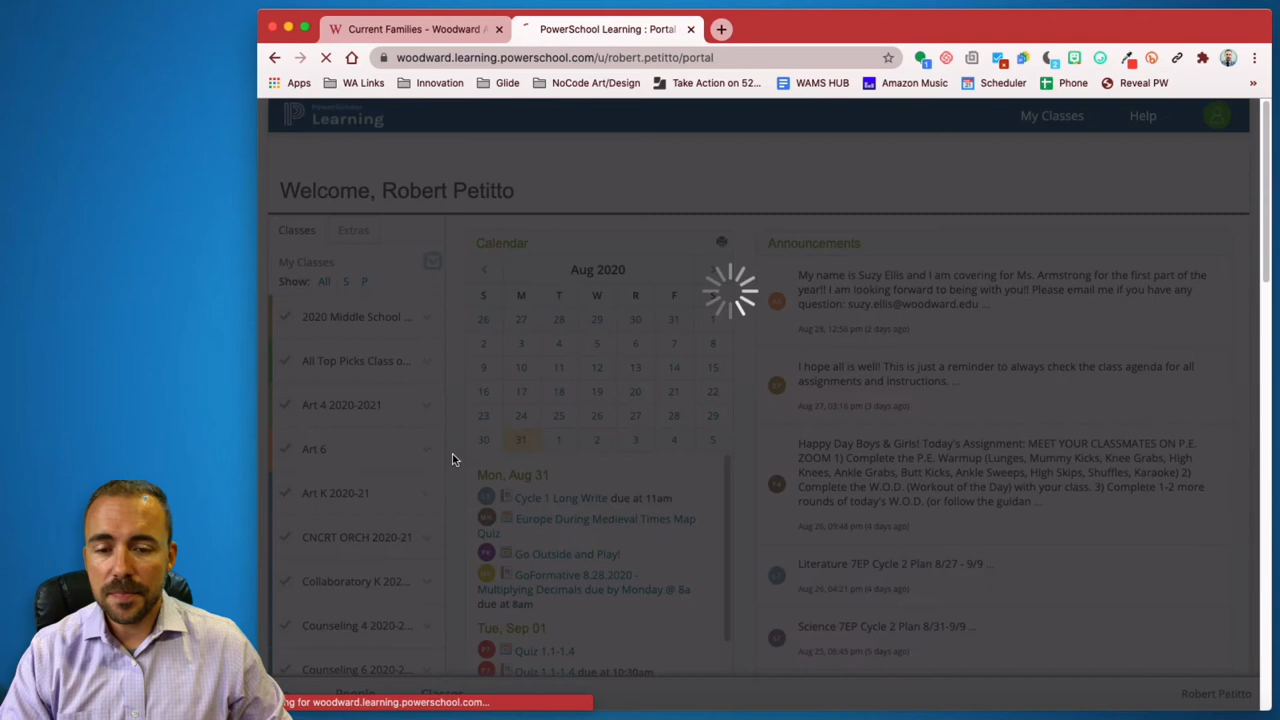 Current Families - Woodward A
PowerSchool Learning : Portal
woodward.learning.powerschool.com/u/robert.petitto/portal
Apps
WA Links
Innovation
Glide
NoCode Art/Design
Take Action on 52...
WAMS HUB
Amazon Music
Scheduler
Phone
Reveal PW
»
PowerSchool
Learning
My Classes
Help
Welcome, Robert Petitto
Classes
Extras
My Classes
Show: All S P
2020 Middle School ...
All Top Picks Class o...
Art 4 2020-2021
Art 6
Art K 2020-21
CNCRT ORCH 2020-21
Collaboratory K 202...
Counseling 4 2020-2...
Counseling 6 2020-2...
Calendar
Aug 2020
S M T W R F S
26 27 28 29 30 31 1
2 3 4 5 6 7 8
9 10 11 12 13 14 15
16 17 18 19 20 21 22
23 24 25 26 27 28 29
30 31 1 2 3 4 5
Mon, Aug 31
Cycle 1 Long Write due at 11am
Europe During Medieval Times Map
Quiz
Go Outside and Play!
GoFormative 8.28.2020 -
Multiplying Decimals due by Monday @ 8a
due at 8am
Tue, Sep 01
Quiz 1.1-1.4
Quiz 1.1-1.4 due at 10:30am
Announcements
My name is Suzy Ellis and I am covering for Ms. Armstrong for the first part of the
year!! I am looking forward to being with you!! Please email me if you have any
question: suzy.ellis@woodward.edu ...
Aug 28, 12:56 pm (2 days ago)
I hope all is well! This is just a reminder to always check the class agenda for all
assignments and instructions. ...
Aug 27, 03:16 pm (3 days ago)
Happy Day Boys & Girls! Today's Assignment: MEET YOUR CLASSMATES ON P.E.
ZOOM 1) Complete the P.E. Warmup (Lunges, Mummy Kicks, Knee Grabs, High
Knees, Ankle Grabs, Butt Kicks, Ankle Sweeps, High Skips, Shuffles, Karaoke) 2)
Complete the W.O.D. (Workout of the Day) with your class. 3) Complete 1-2 more
rounds of today's W.O.D. (or follow the guidan ...
Aug 26, 09:46 pm (4 days ago)
Literature 7EP Cycle 2 Plan 8/27 - 9/9 ...
Aug 26, 04:21 pm (4 days ago)
Science 7EP Cycle 2 Plan 8/31-9/9 ...
Aug 25, 06:45 pm (5 days ago)
People
Classes
Robert Petitto
ng for woodward.learning.powerschool.com...